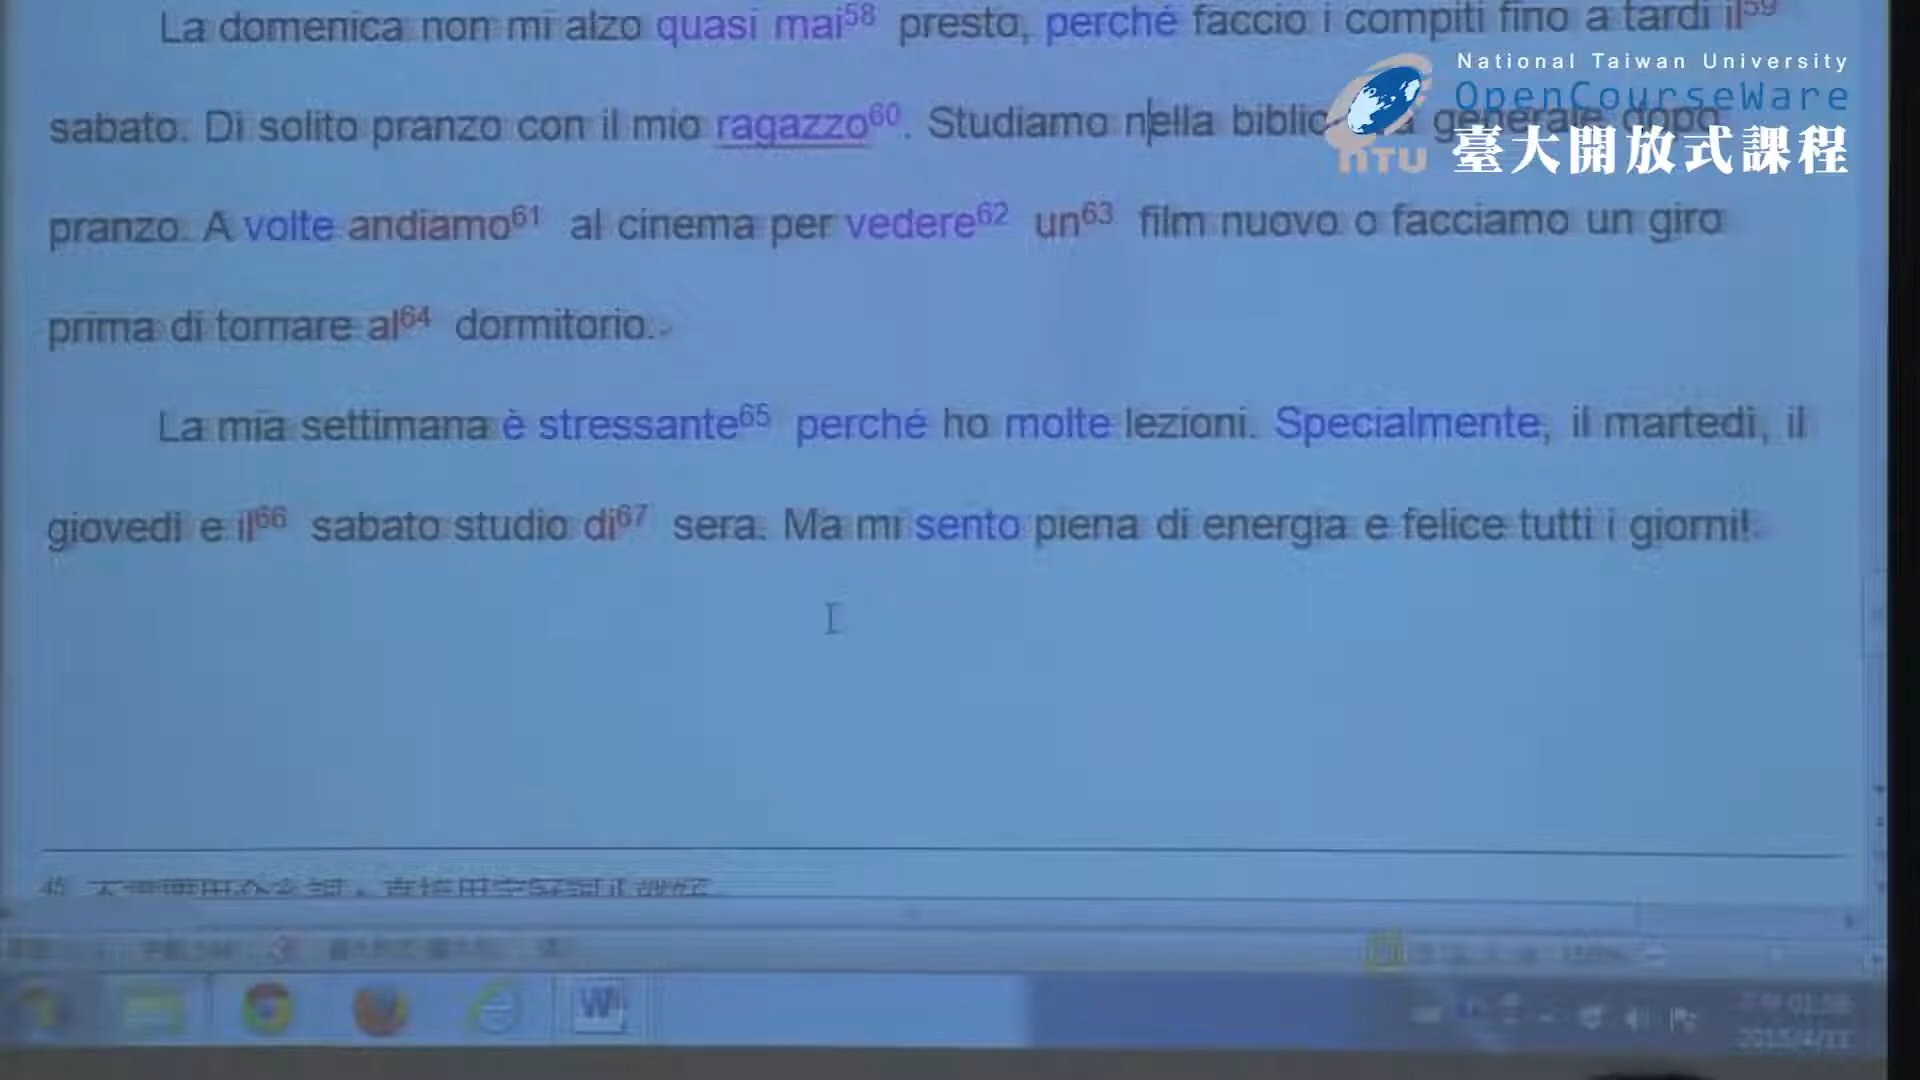 La domenica non mi alzo quasi mai58 presto, perché faccio i compiti fino a tardi il59
National Taiwan University
OpenCourseWare
臺大開放式課程
NTU
sabato. Di solito pranzo con il mio ragazzo60. Studiamo nella generale dopo
pranzo. A volte andiamo61 al cinema per vedere62 un63 film nuovo o facciamo un giro
prima di tornare al64 dormitorio.
La mia settimana è stressante65 perché ho molte lezioni. Specialmente, il martedì, il
giovedì e il66 sabato studio di67 sera. Ma mi sento piena di energia e felice tutti i giorni!